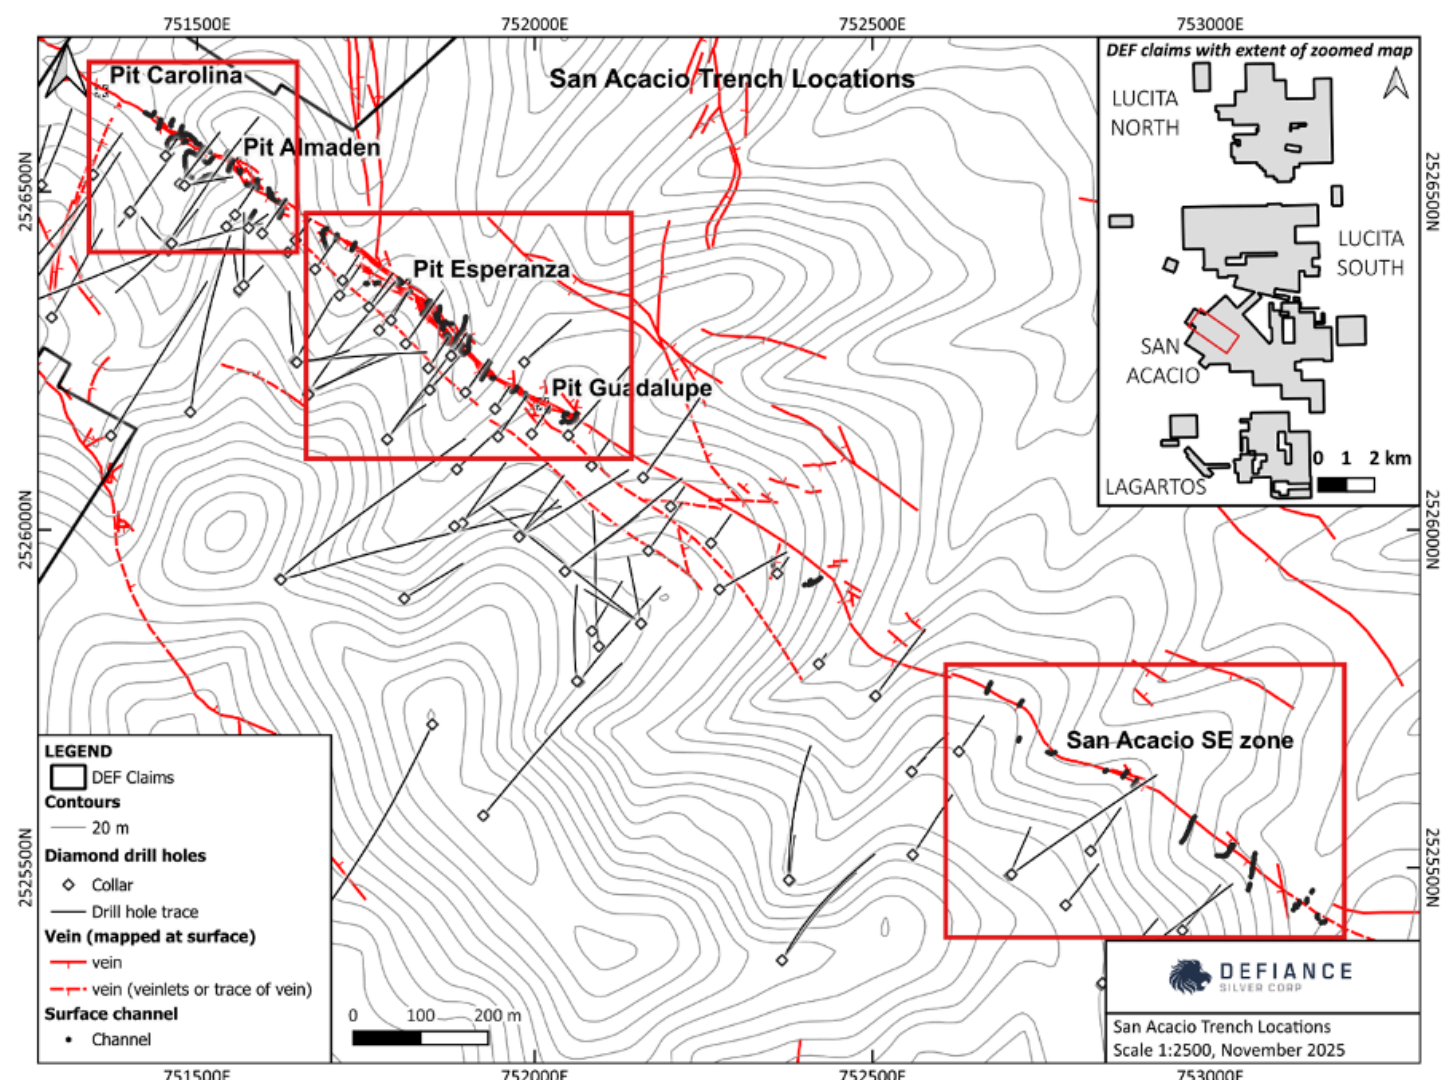 751500E
752000E
752500E
753000E
San Acacio Trench Locations
Pit Carolina
Pit Almaden
Pit Esperanza
Pit Guadalupe
San Acacio SE zone
2526500N
2526000N
2525500N
2526500N
2526000N
2525500N
DEF claims with extent of zoomed map
LUCITA
NORTH
LUCITA
SOUTH
SAN
ACACIO
LAGARTOS
0 1 2 km
LEGEND
DEF Claims
Contours
20 m
Diamond drill holes
Collar
Drill hole trace
Vein (mapped at surface)
vein
vein (veinlets or trace of vein)
Surface channel
Channel
0 100 200 m
DEFIANCE
SILVER CORP
San Acacio Trench Locations
Scale 1:2500, November 2025
751500E
752000E
752500E
753000E